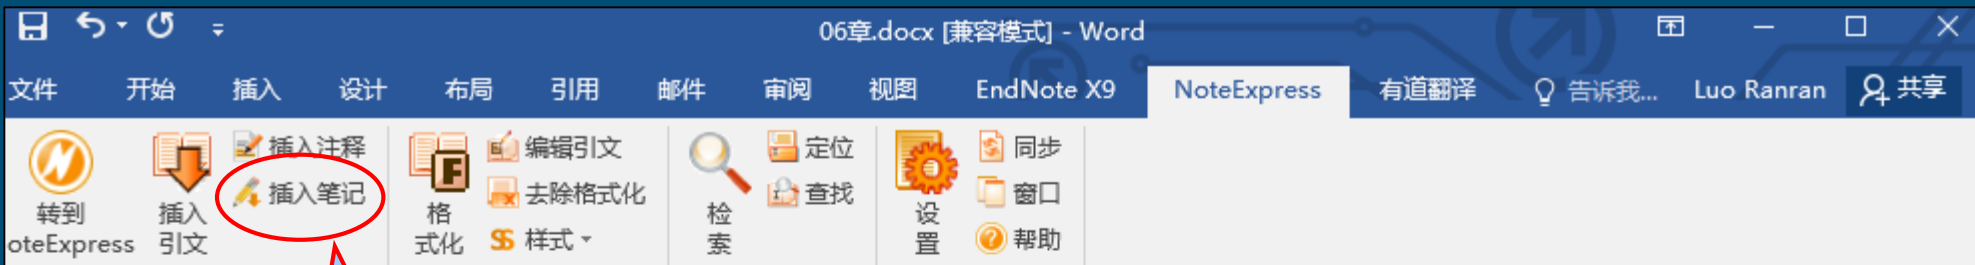 06章.docx [兼容模式] - Word
文件 开始 插入 设计 布局 引用 邮件 审阅 视图 EndNote X9 NoteExpress 有道翻译 告诉我... Luo Ranran 共享
插入注释 编辑引文 定位 同步
插入笔记 去除格式化 查找 窗口
转到 插入 格 检 设
oteExpress 引文 式化 样式 索 置 帮助